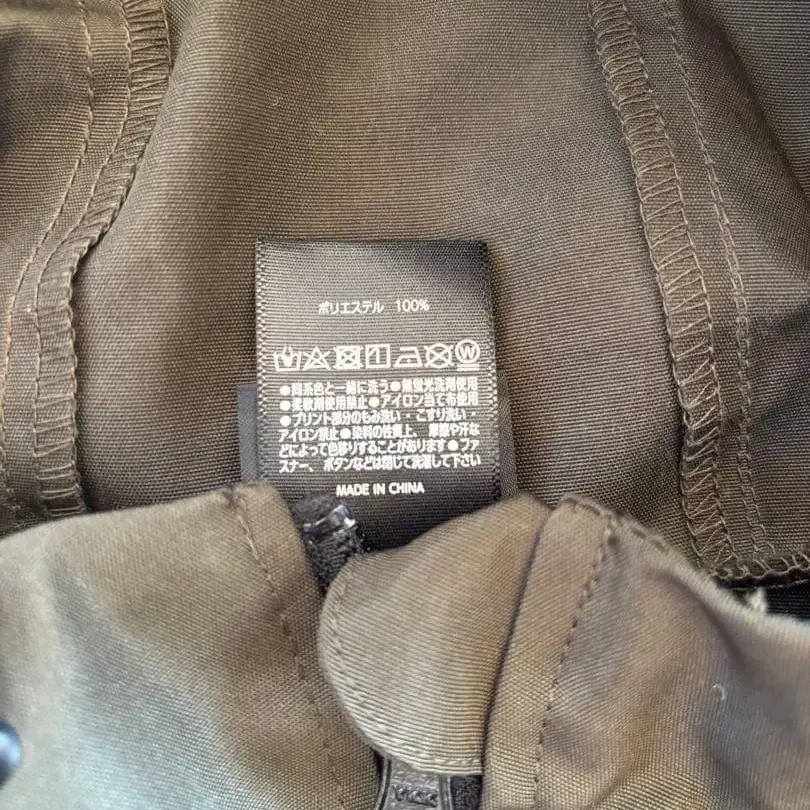 ポリエステル 100%
W
●同系色と一緒に洗う●無蛍光洗剤使用
●柔軟剤使用禁止●アイロン当て布使用
●プリント部分のもみ洗い・こすり洗い・
アイロン禁止●染料の性質上、摩擦や汗な
どによって色移りすることがあります●ファ
スナー、ボタンなどは閉じて洗濯して下さい
MADE IN CHINA
YKK